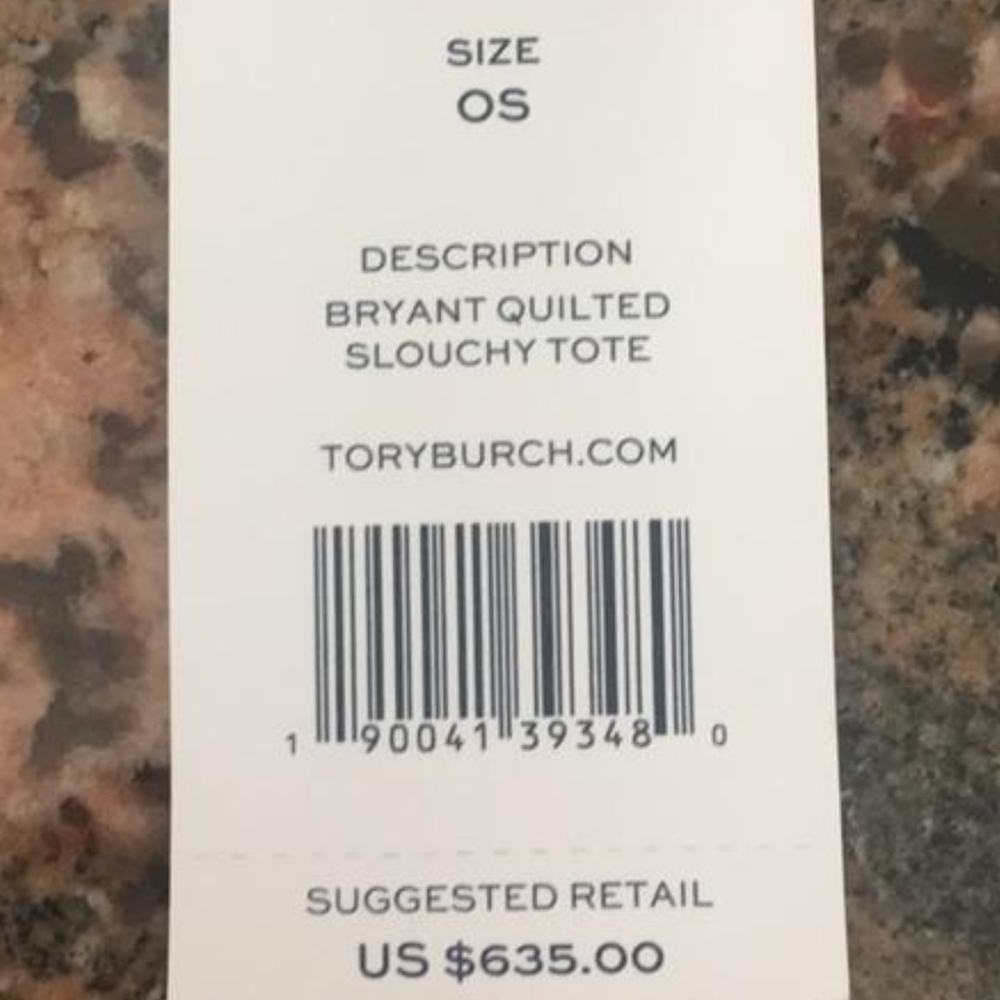 SIZE
OS
DESCRIPTION
BRYANT QUILTED
SLOUCHY TOTE
TORYBURCH.COM
1 90041 39348 0
SUGGESTED RETAIL
US $635.00